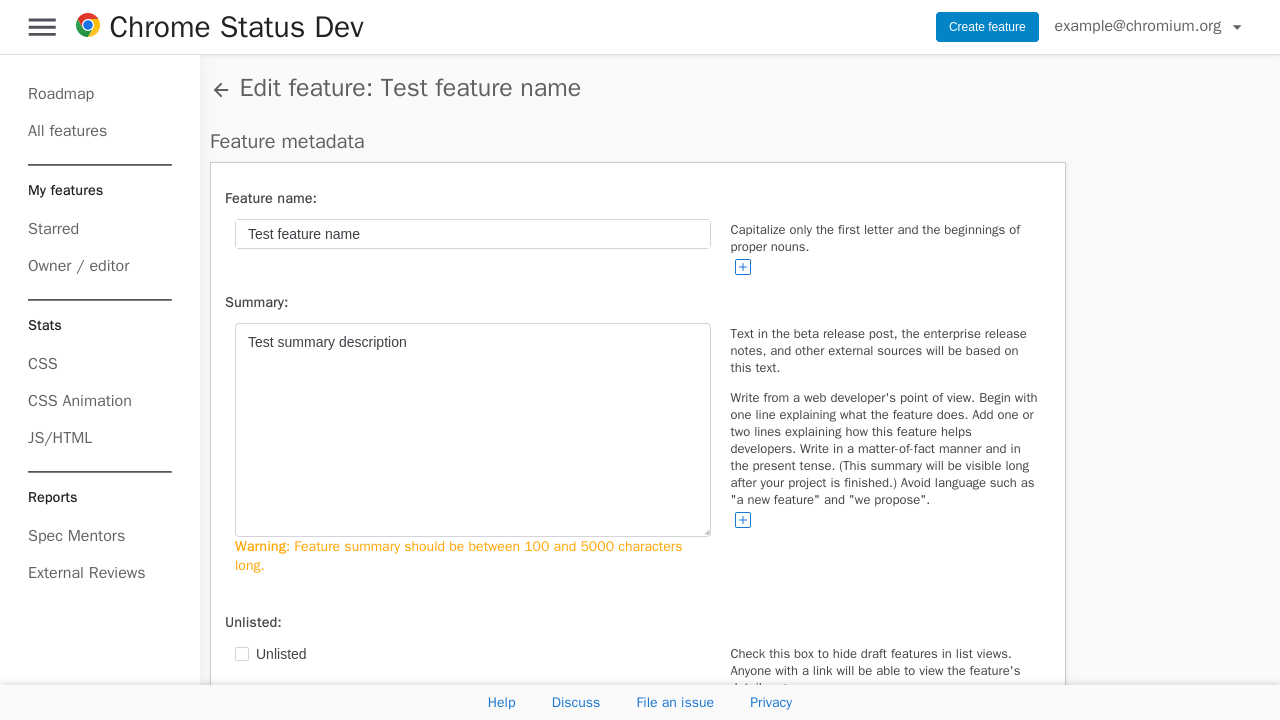 Chrome Status Dev
Create feature
example@chromium.org
Roadmap
All features
My features
Starred
Owner / editor
Stats
CSS
CSS Animation
JS/HTML
Reports
Spec Mentors
External Reviews
Edit feature: Test feature name
Feature metadata
Feature name:
Test feature name
Capitalize only the first letter and the beginnings of
proper nouns.
Summary:
Test summary description
Text in the beta release post, the enterprise release
notes, and other external sources will be based on
this text.
Write from a web developer's point of view. Begin with
one line explaining what the feature does. Add one or
two lines explaining how this feature helps
developers. Write in a matter-of-fact manner and in
the present tense. (This summary will be visible long
after your project is finished.) Avoid language such as
"a new feature" and "we propose".
Warning: Feature summary should be between 100 and 5000 characters
long.
Unlisted:
Unlisted
Check this box to hide draft features in list views.
Anyone with a link will be able to view the feature's
Help
Discuss
File an issue
Privacy